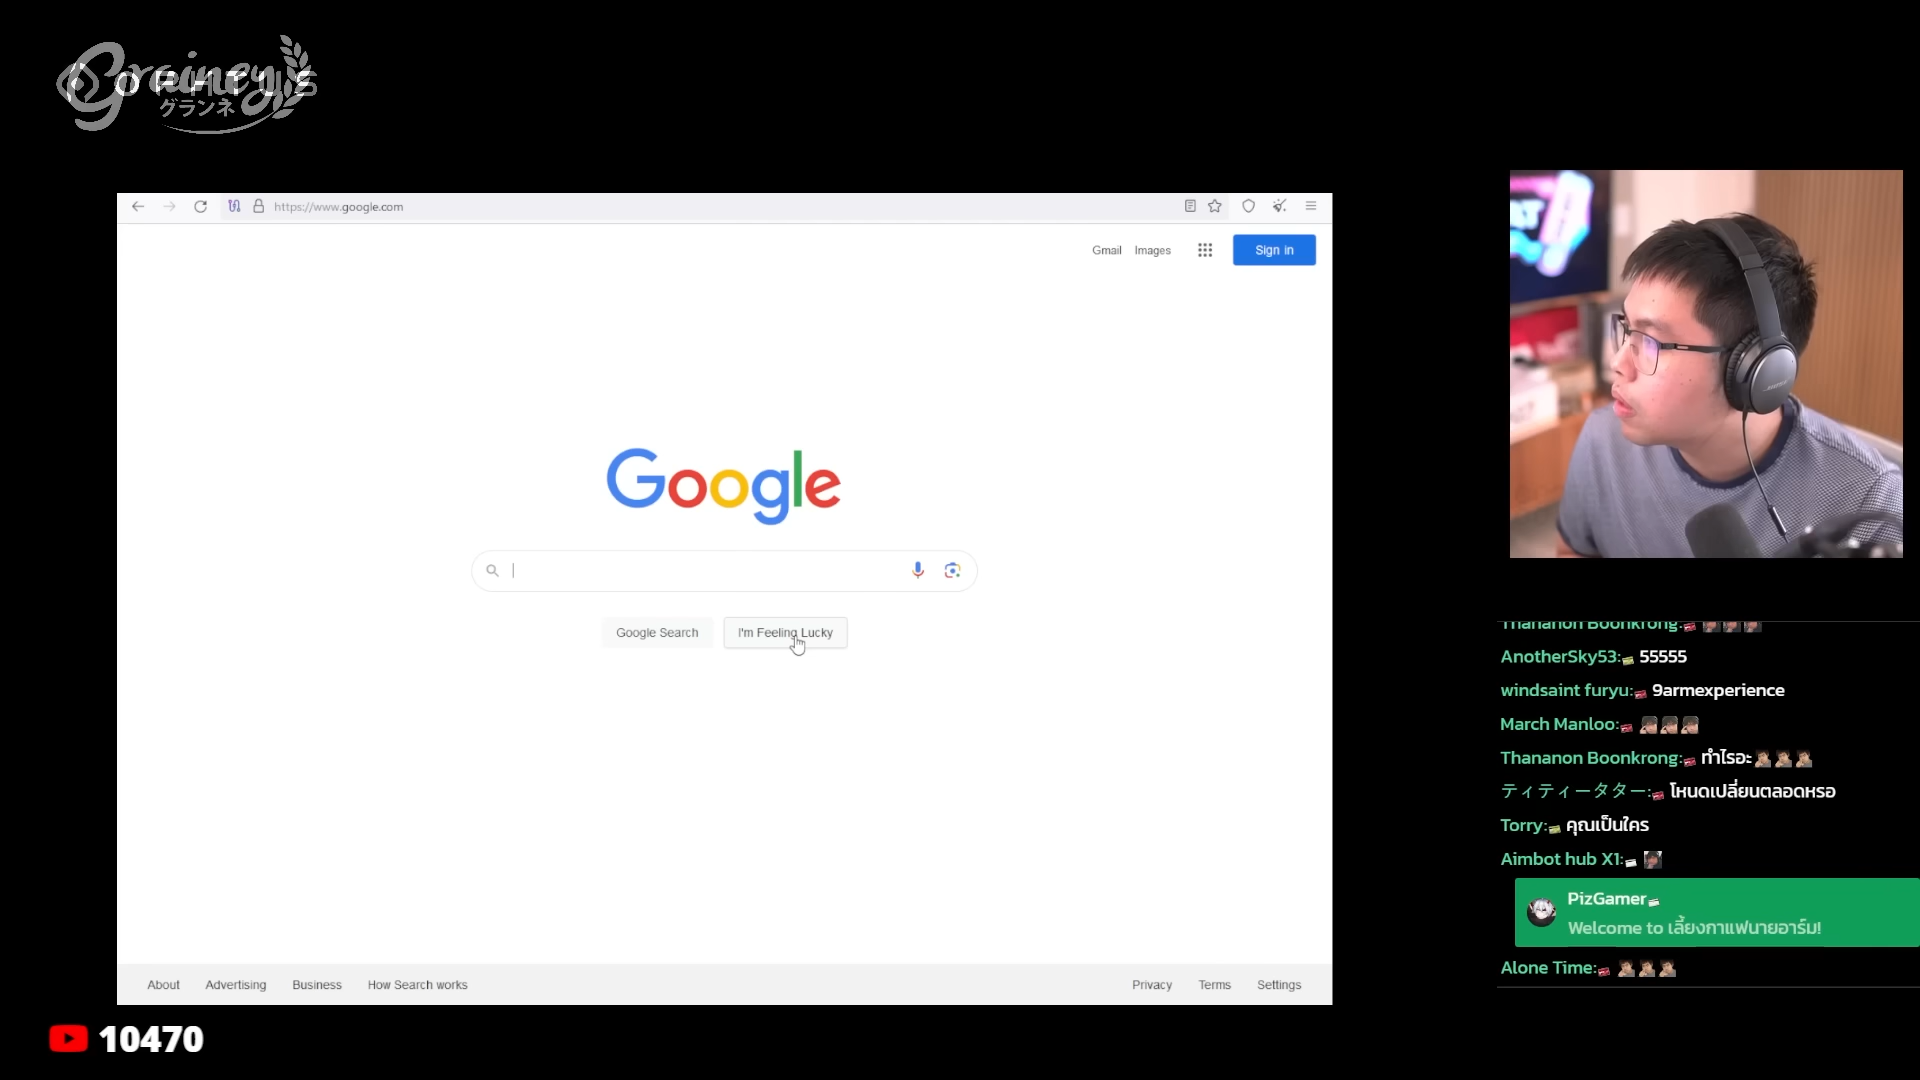 Grainey
グランネ
https://www.google.com
Gmail
Images
Sign in
Google
Google Search
I'm Feeling Lucky
About
Advertising
Business
How Search works
Privacy
Terms
Settings
10470
Thananon Boonkrong:
AnotherSky53: 55555
windsaint furyu: 9armexperience
March Manloo:
Thananon Boonkrong: ทำไรอะ
ティティータター: โหนดเปลี่ยนตลอดหรอ
Torry: คุณเป็นใคร
Aimbot hub X1:
PizGamer
Welcome to เลี้ยงกาแฟนายอาร์ม!
Alone Time: